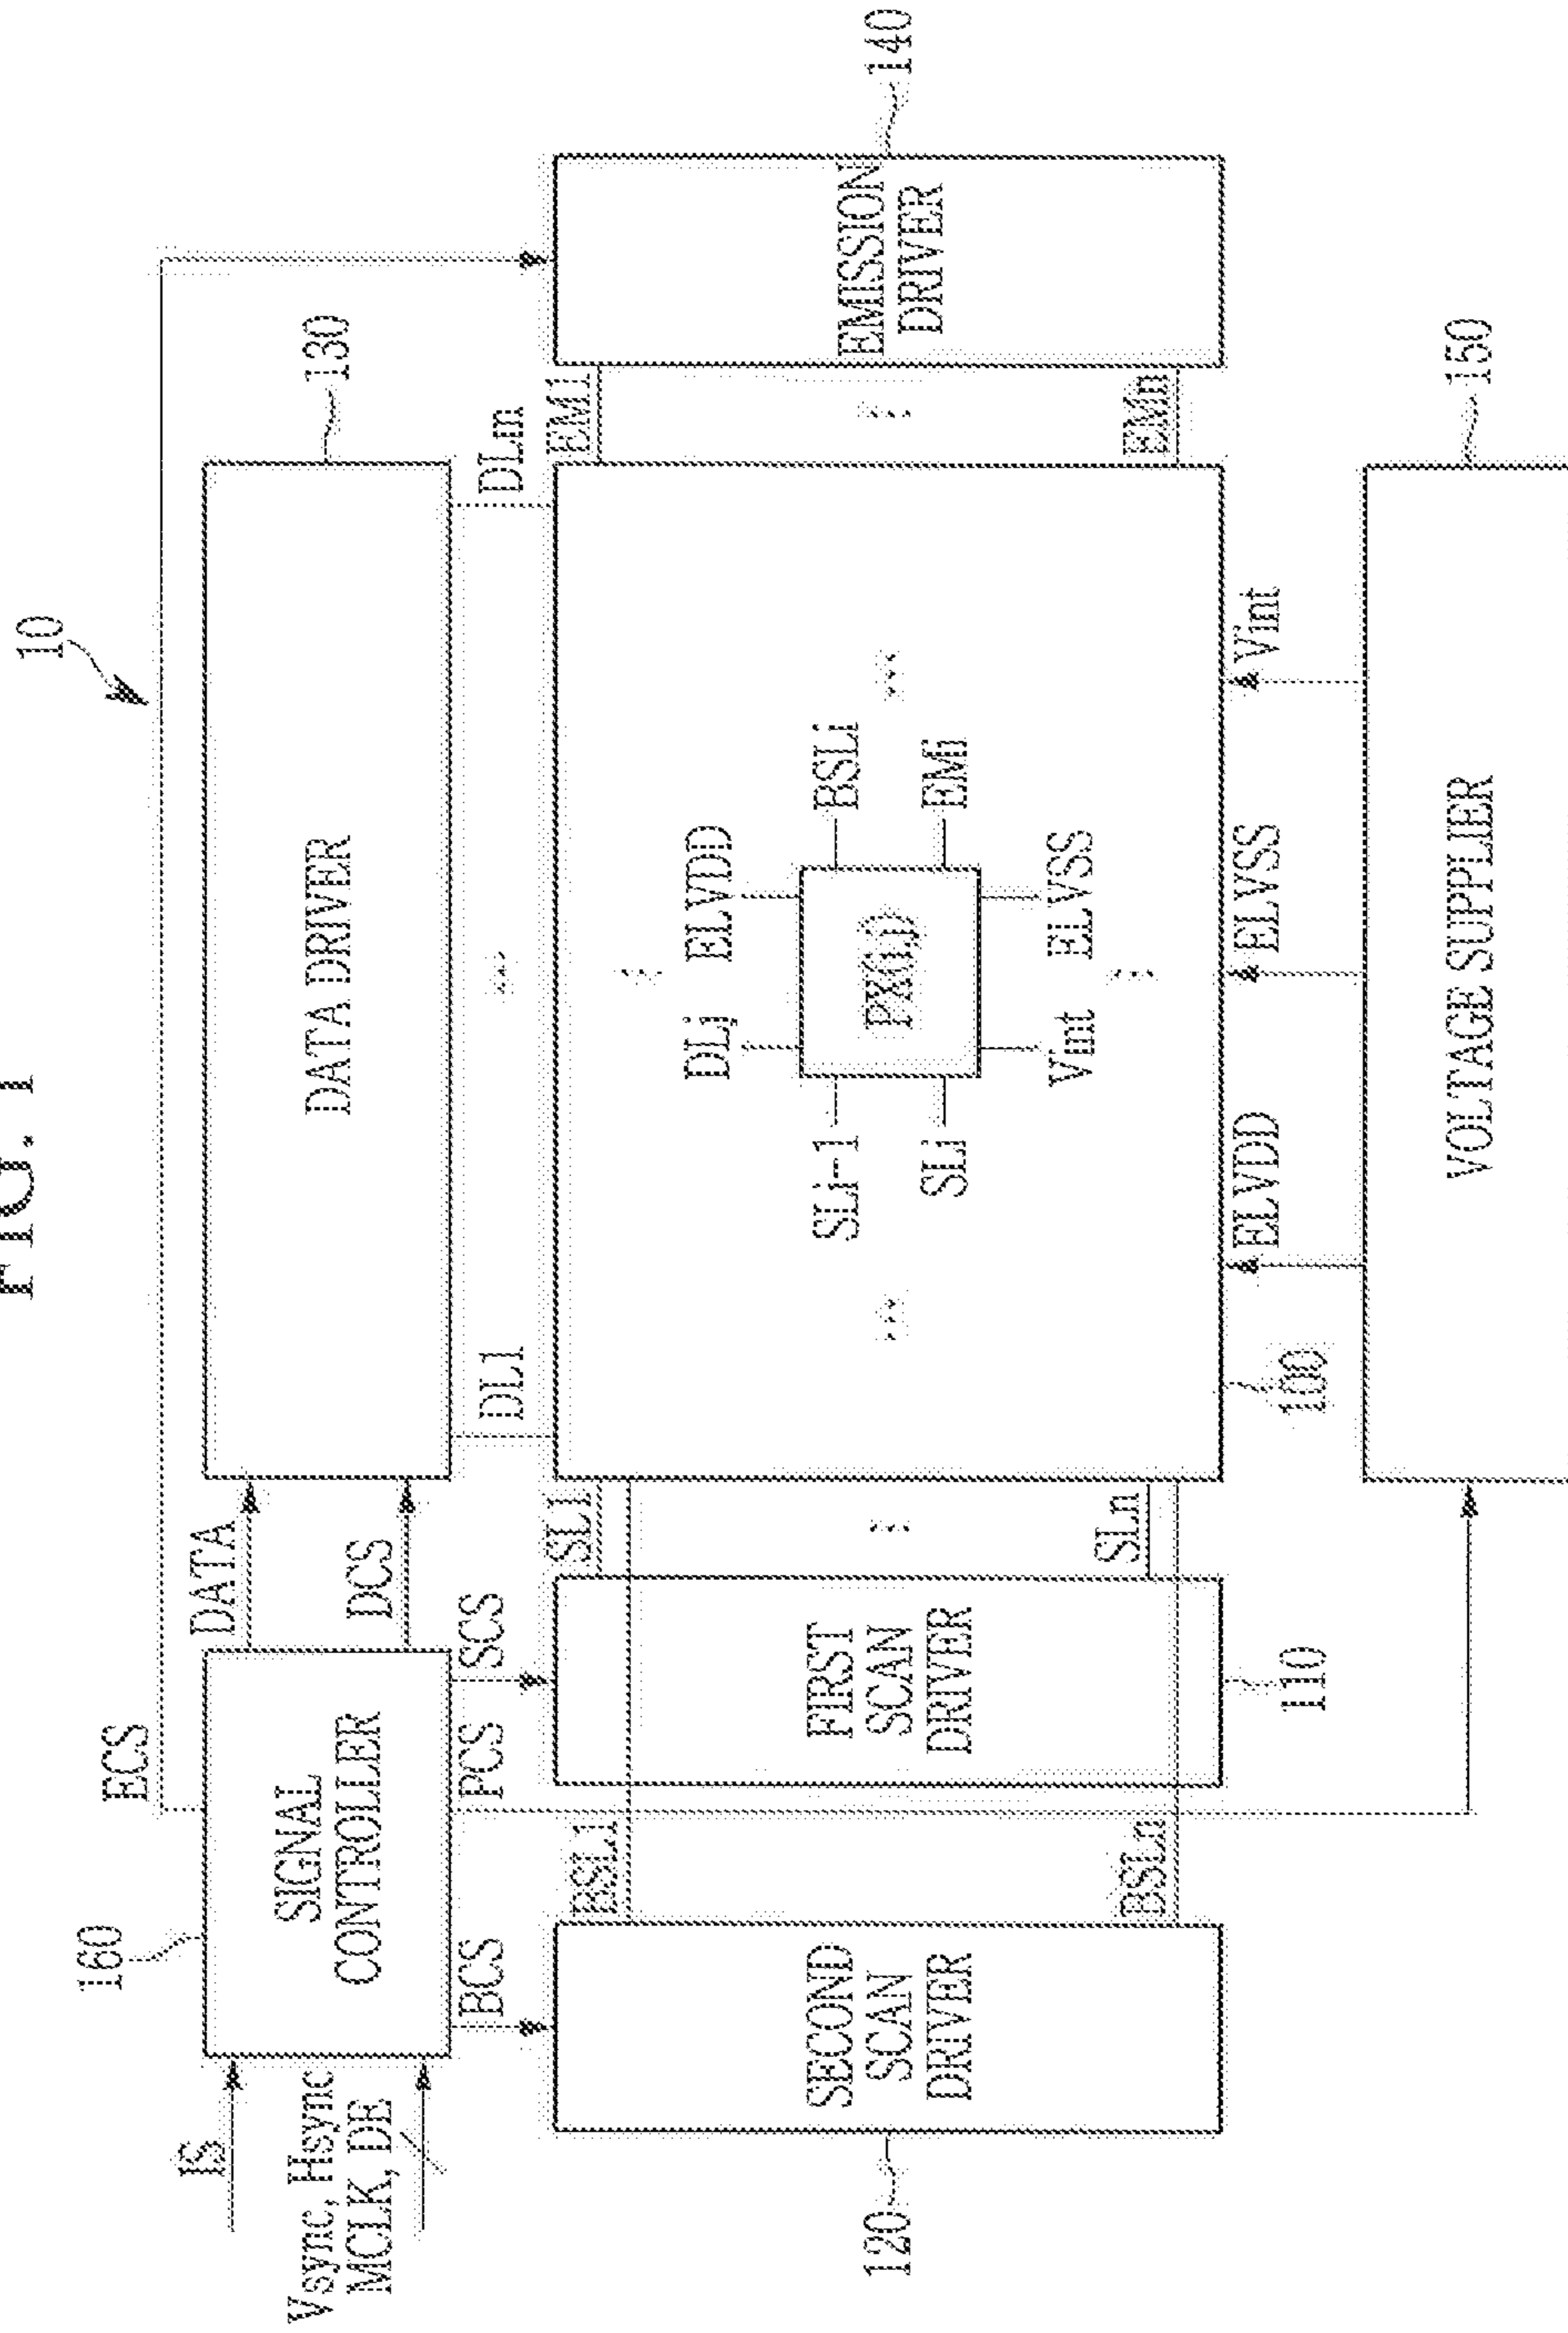 FIG. 1
10
ECS
160
130
IS
Vsync, Hsync
MCLK, DE
SIGNAL
CONTROLLER
DATA
DCS
DATA DRIVER
BCS
PCS
SCS
DL1
...
DLm
BSL1
SL1
EM1
140
120
SECOND
SCAN
DRIVER
FIRST
SCAN
DRIVER
EMISSION
DRIVER
DLj
ELVDD
SLi-1
BSLi
PX(i,j)
SLi
EMi
Vint
ELVSS
BSLn
SLn
EMn
110
100
ELVDD
ELVSS
Vint
150
VOLTAGE SUPPLIER